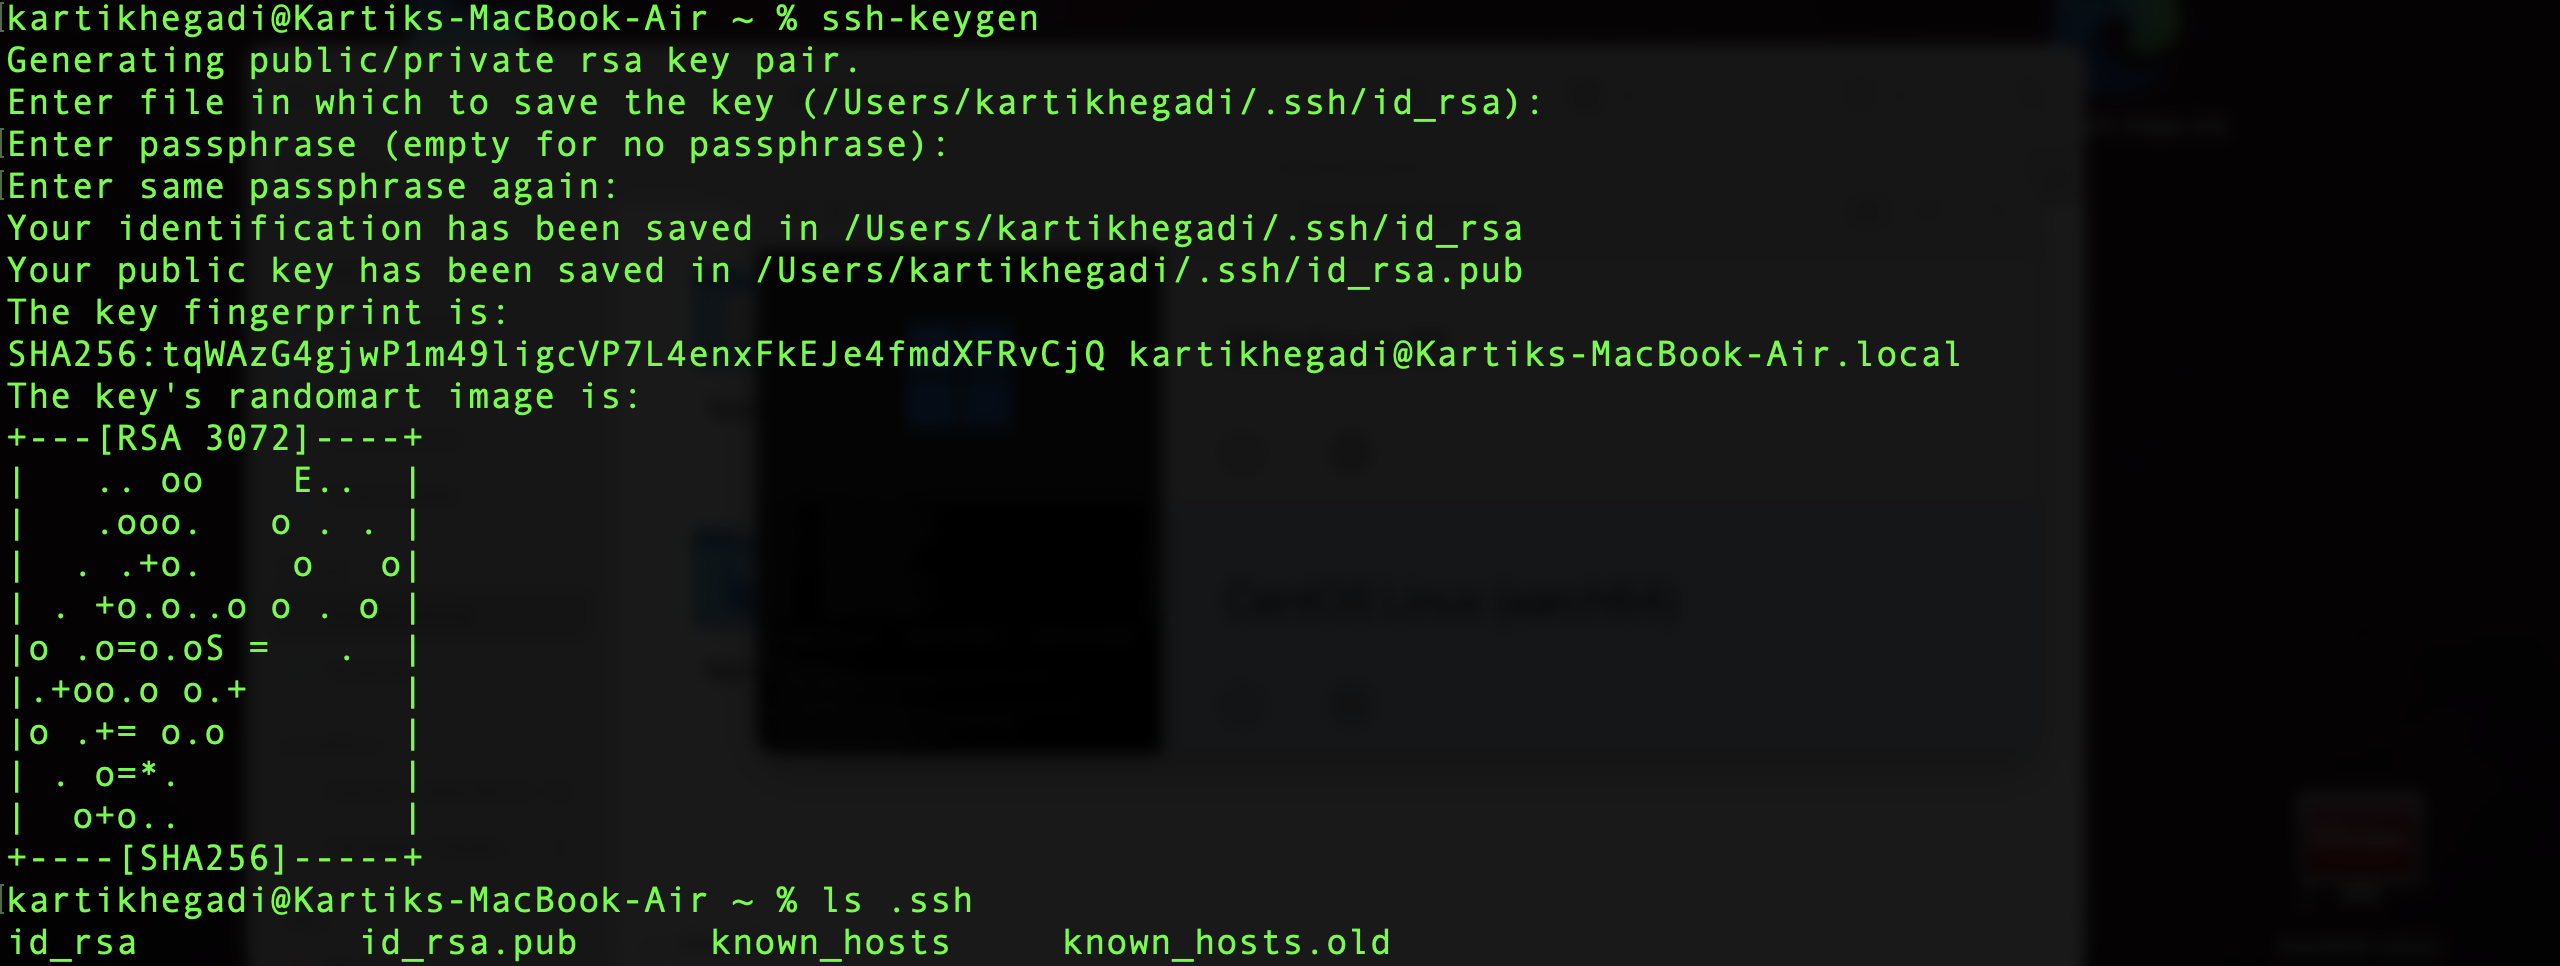 kartikhegadi@Kartiks-MacBook-Air ~ % ssh-keygen
Generating public/private rsa key pair.
Enter file in which to save the key (/Users/kartikhegadi/.ssh/id_rsa):
Enter passphrase (empty for no passphrase):
Enter same passphrase again:
Your identification has been saved in /Users/kartikhegadi/.ssh/id_rsa
Your public key has been saved in /Users/kartikhegadi/.ssh/id_rsa.pub
The key fingerprint is:
SHA256:tqWAzG4gjwP1m49ligcVP7L4enxFkEJe4fmdXFRvCjQ kartikhegadi@Kartiks-MacBook-Air.local
The key's randomart image is:
+---[RSA 3072]----+
|   .. oo    E..  |
|   .ooo.   o . . |
|  . .+o.    o   o|
| . +o.o..o o . o |
|o .o=o.oS =   .  |
|.+oo.o o.+       |
|o .+= o.o        |
| . o=*.          |
|  o+o..          |
+----[SHA256]-----+
kartikhegadi@Kartiks-MacBook-Air ~ % ls .ssh
id_rsa          id_rsa.pub      known_hosts     known_hosts.old